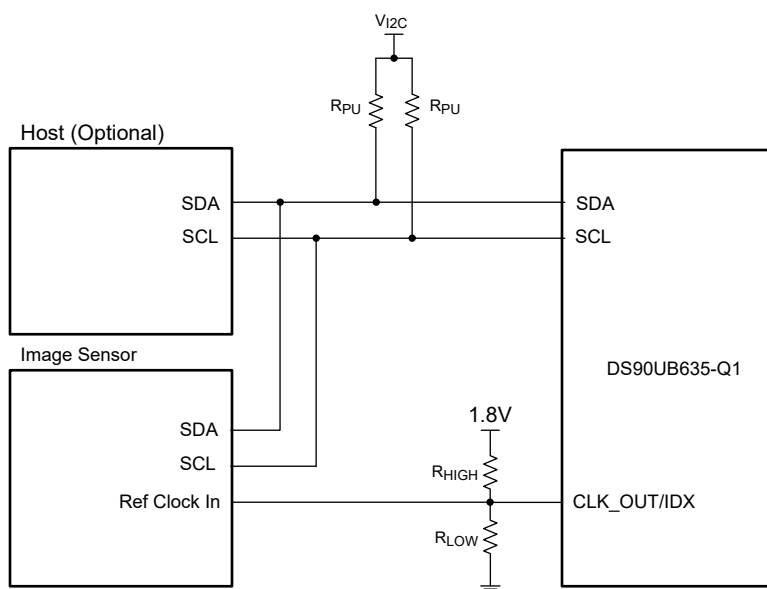 VI2C
RPU
RPU
Host (Optional)
SDA
SCL
SDA
SCL
Image Sensor
DS90UB635-Q1
SDA
SCL
1.8V
RHIGH
Ref Clock In
CLK_OUT/IDX
RLOW